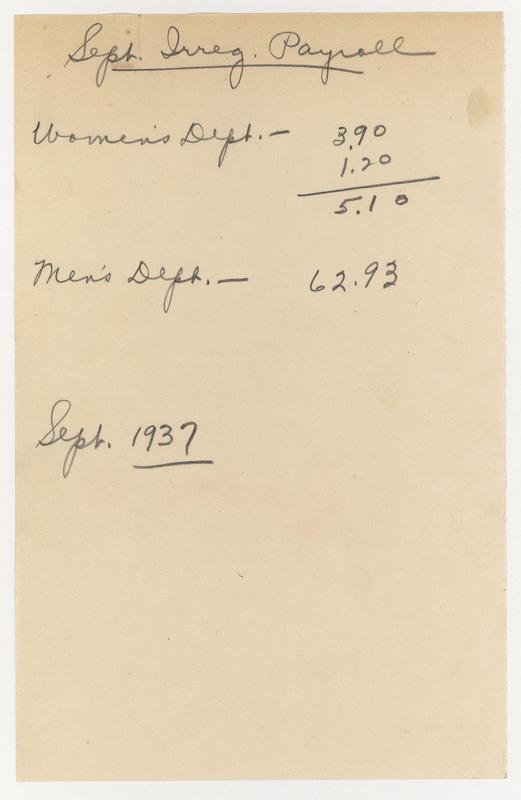 Sept. Irreg. Payroll
Women's Dept. — 3.90
1.20
5.10
Men's Dept. — 62.93
Sept. 1937